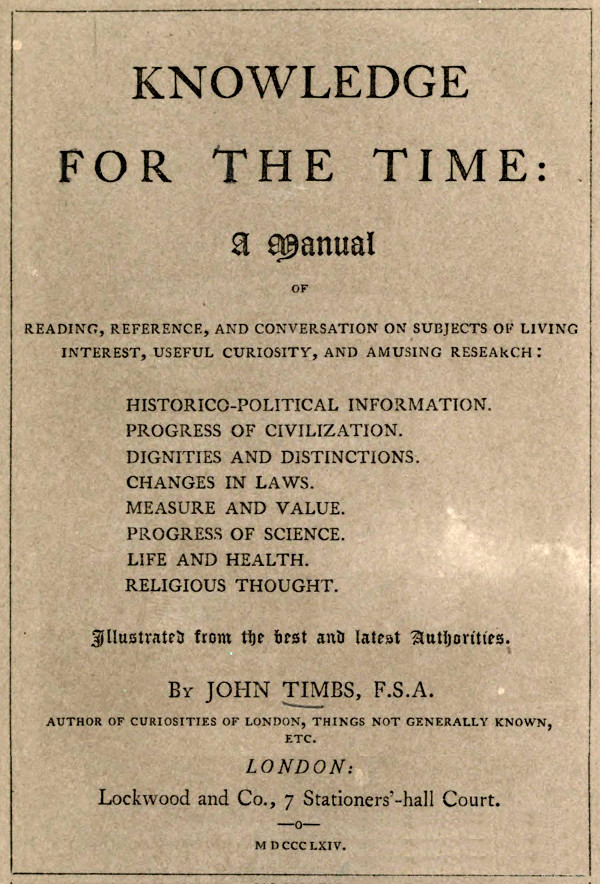 KNOWLEDGE
FOR THE TIME:
A Manual
OF
READING, REFERENCE, AND CONVERSATION ON SUBJECTS OF LIVING
INTEREST, USEFUL CURIOSITY, AND AMUSING RESEARCH:
HISTORICO-POLITICAL INFORMATION.
PROGRESS OF CIVILIZATION.
DIGNITIES AND DISTINCTIONS.
CHANGES IN LAWS.
MEASURE AND VALUE.
PROGRESS OF SCIENCE.
LIFE AND HEALTH.
RELIGIOUS THOUGHT.
Illustrated from the best and latest Authorities.
BY JOHN TIMBS, F.S.A.
AUTHOR OF CURIOSITIES OF LONDON, THINGS NOT GENERALLY KNOWN,
ETC.
LONDON:
Lockwood and Co., 7 Stationers'-hall Court.
—o—
MDCCCLXIV.